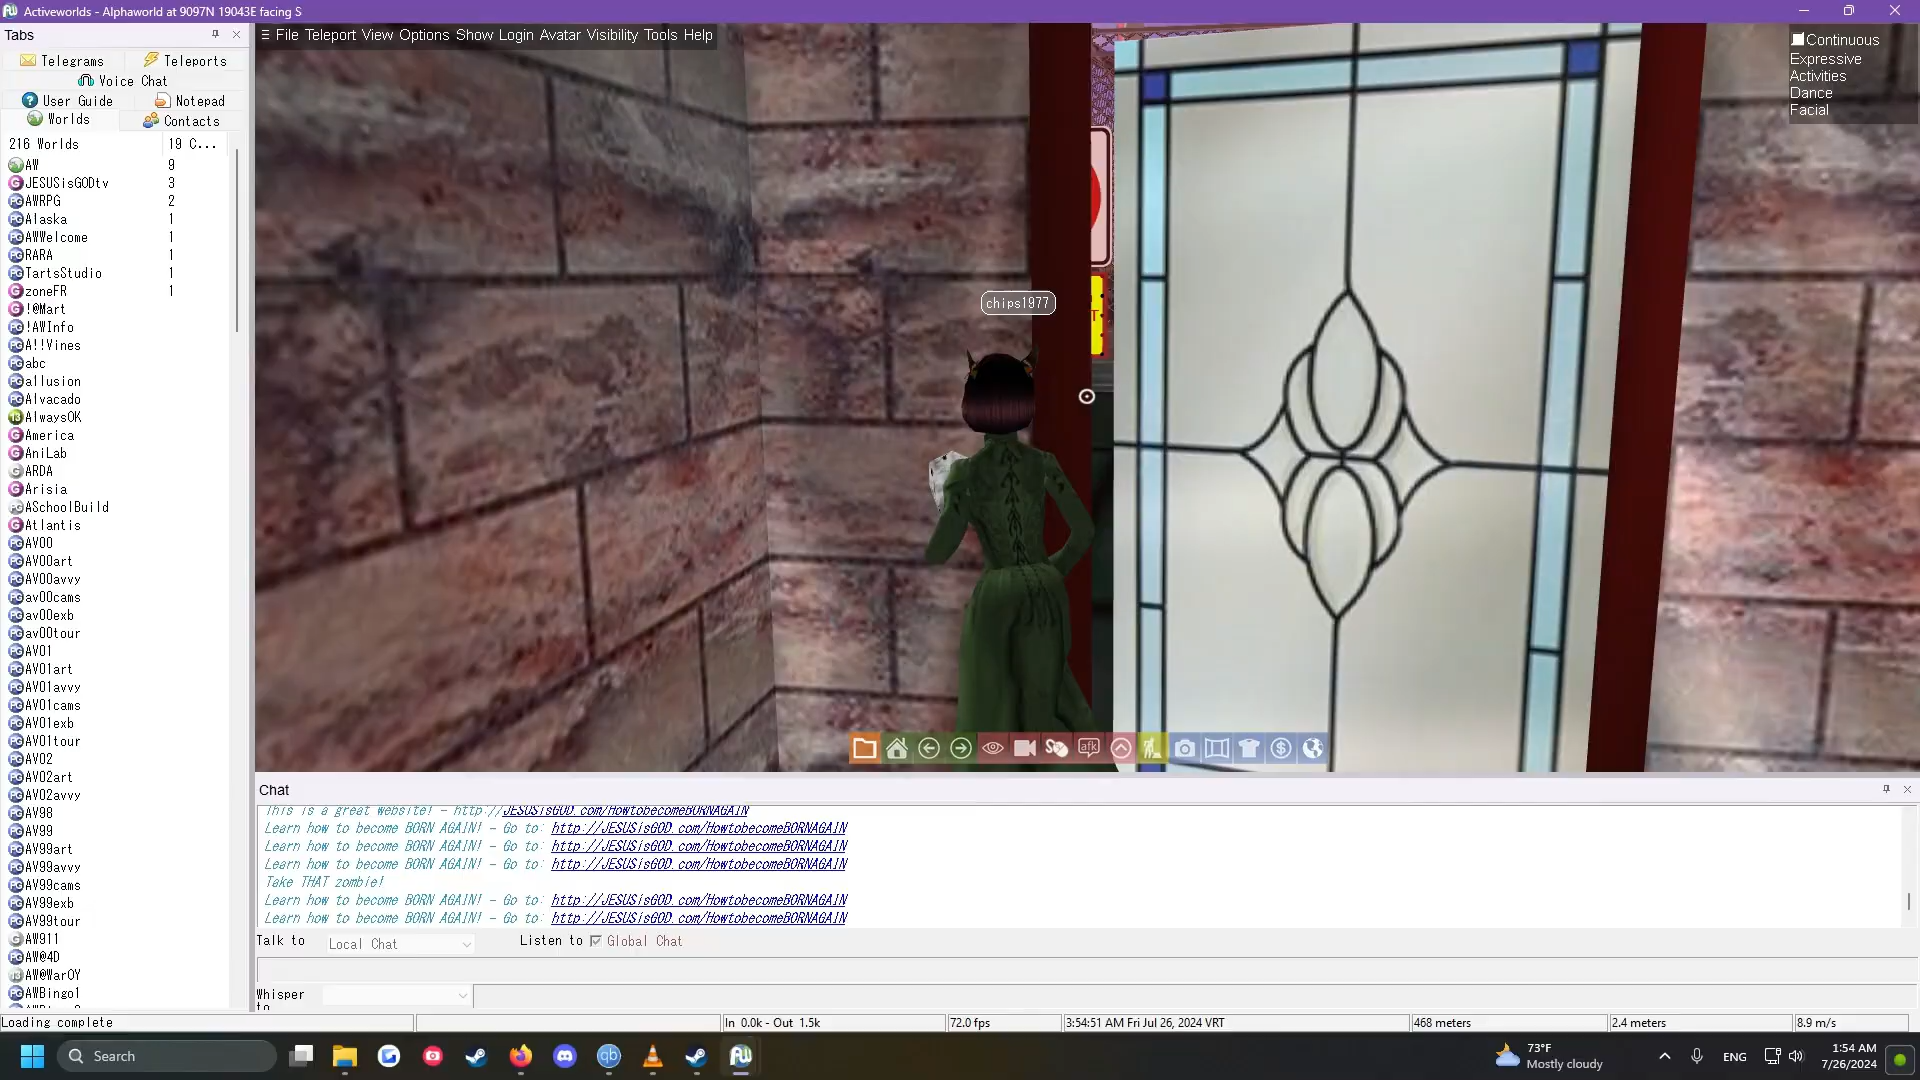 Activeworlds - Alphaworld at 9097N 19043E facing S
Tabs
Telegrams
Teleports
Voice Chat
User Guide
Notepad
Worlds
Contacts
216 Worlds 19 C...
AW 9
JESUSisGODtv 3
AWRPG 2
Alaska 1
AWWelcome 1
RARA 1
TartsStudio 1
zoneFR 1
!@Mart
!AWInfo
A!!Vines
abc
allusion
Alvacado
AlwaysOK
America
AniLab
ARDA
Arisia
ASchoolBuild
Atlantis
AV00
AV00art
AV00avvy
av00cams
av00exb
av00tour
AV01
AV01art
AV01avvy
AV01cams
AV01exb
AV01tour
AV02
AV02art
AV02avvy
AV98
AV99
AV99art
AV99avvy
AV99cams
AV99exb
AV99tour
AW911
AW@4D
AW@WarOY
AWBingo1
Loading complete
File Teleport View Options Show Login Avatar Visibility Tools Help
Continuous
Expressive
Activities
Dance
Facial
chips1977
afk
Chat
This is a great website! - http://JESUSisGOD.com/HowtobecomeBORNAGAIN
Learn how to become BORN AGAIN! - Go to: http://JESUSisGOD.com/HowtobecomeBORNAGAIN
Learn how to become BORN AGAIN! - Go to: http://JESUSisGOD.com/HowtobecomeBORNAGAIN
Learn how to become BORN AGAIN! - Go to: http://JESUSisGOD.com/HowtobecomeBORNAGAIN
Take THAT zombie!
Learn how to become BORN AGAIN! - Go to: http://JESUSisGOD.com/HowtobecomeBORNAGAIN
Learn how to become BORN AGAIN! - Go to: http://JESUSisGOD.com/HowtobecomeBORNAGAIN
Talk to Local Chat Listen to Global Chat
Whisper
to
In 0.0k - Out 1.5k
72.0 fps
3:54:51 AM Fri Jul 26, 2024 VRT
468 meters
2.4 meters
8.9 m/s
Search
73°F
Mostly cloudy
ENG
1:54 AM
7/26/2024